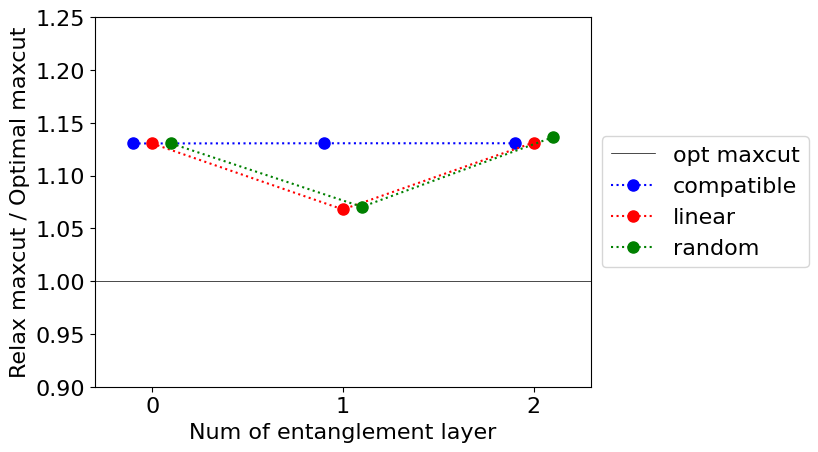 Relax maxcut / Optimal maxcut
1.25
1.20
1.15
1.10
1.05
1.00
0.95
0.90
0
1
2
Num of entanglement layer
opt maxcut
compatible
linear
random